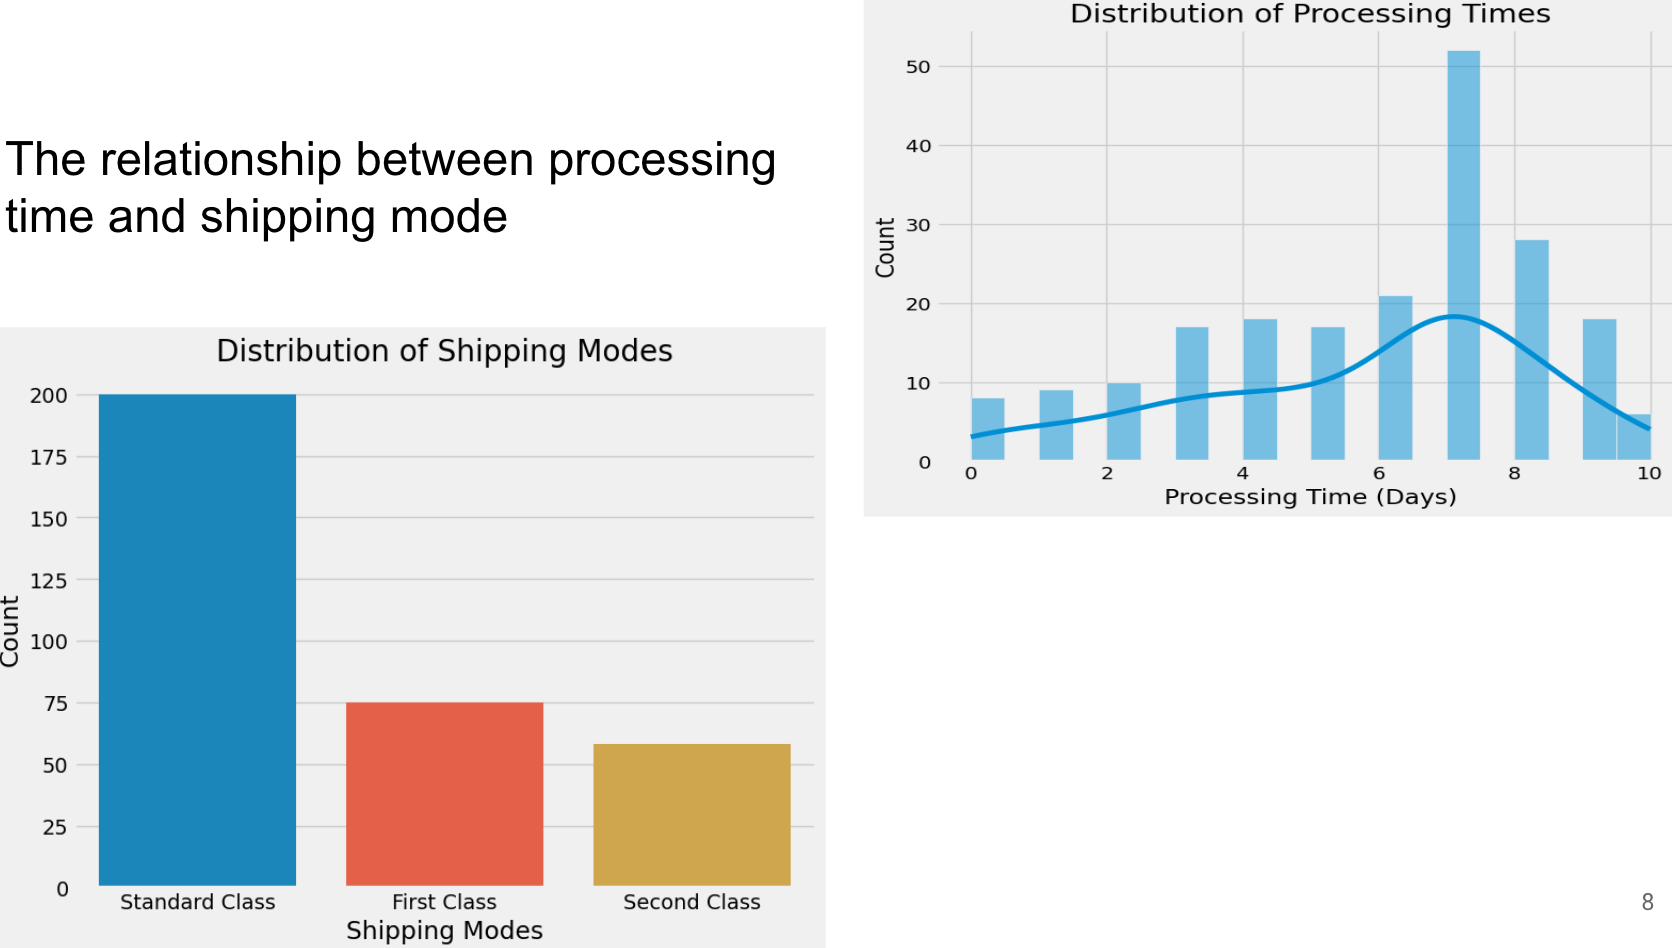 The relationship between processing
time and shipping mode
Distribution of Processing Times
Count
50
40
30
20
10
0
0 2 4 6 8 10
Processing Time (Days)
Distribution of Shipping Modes
Count
200
175
150
125
100
75
50
25
0
Standard Class First Class Second Class
Shipping Modes
8